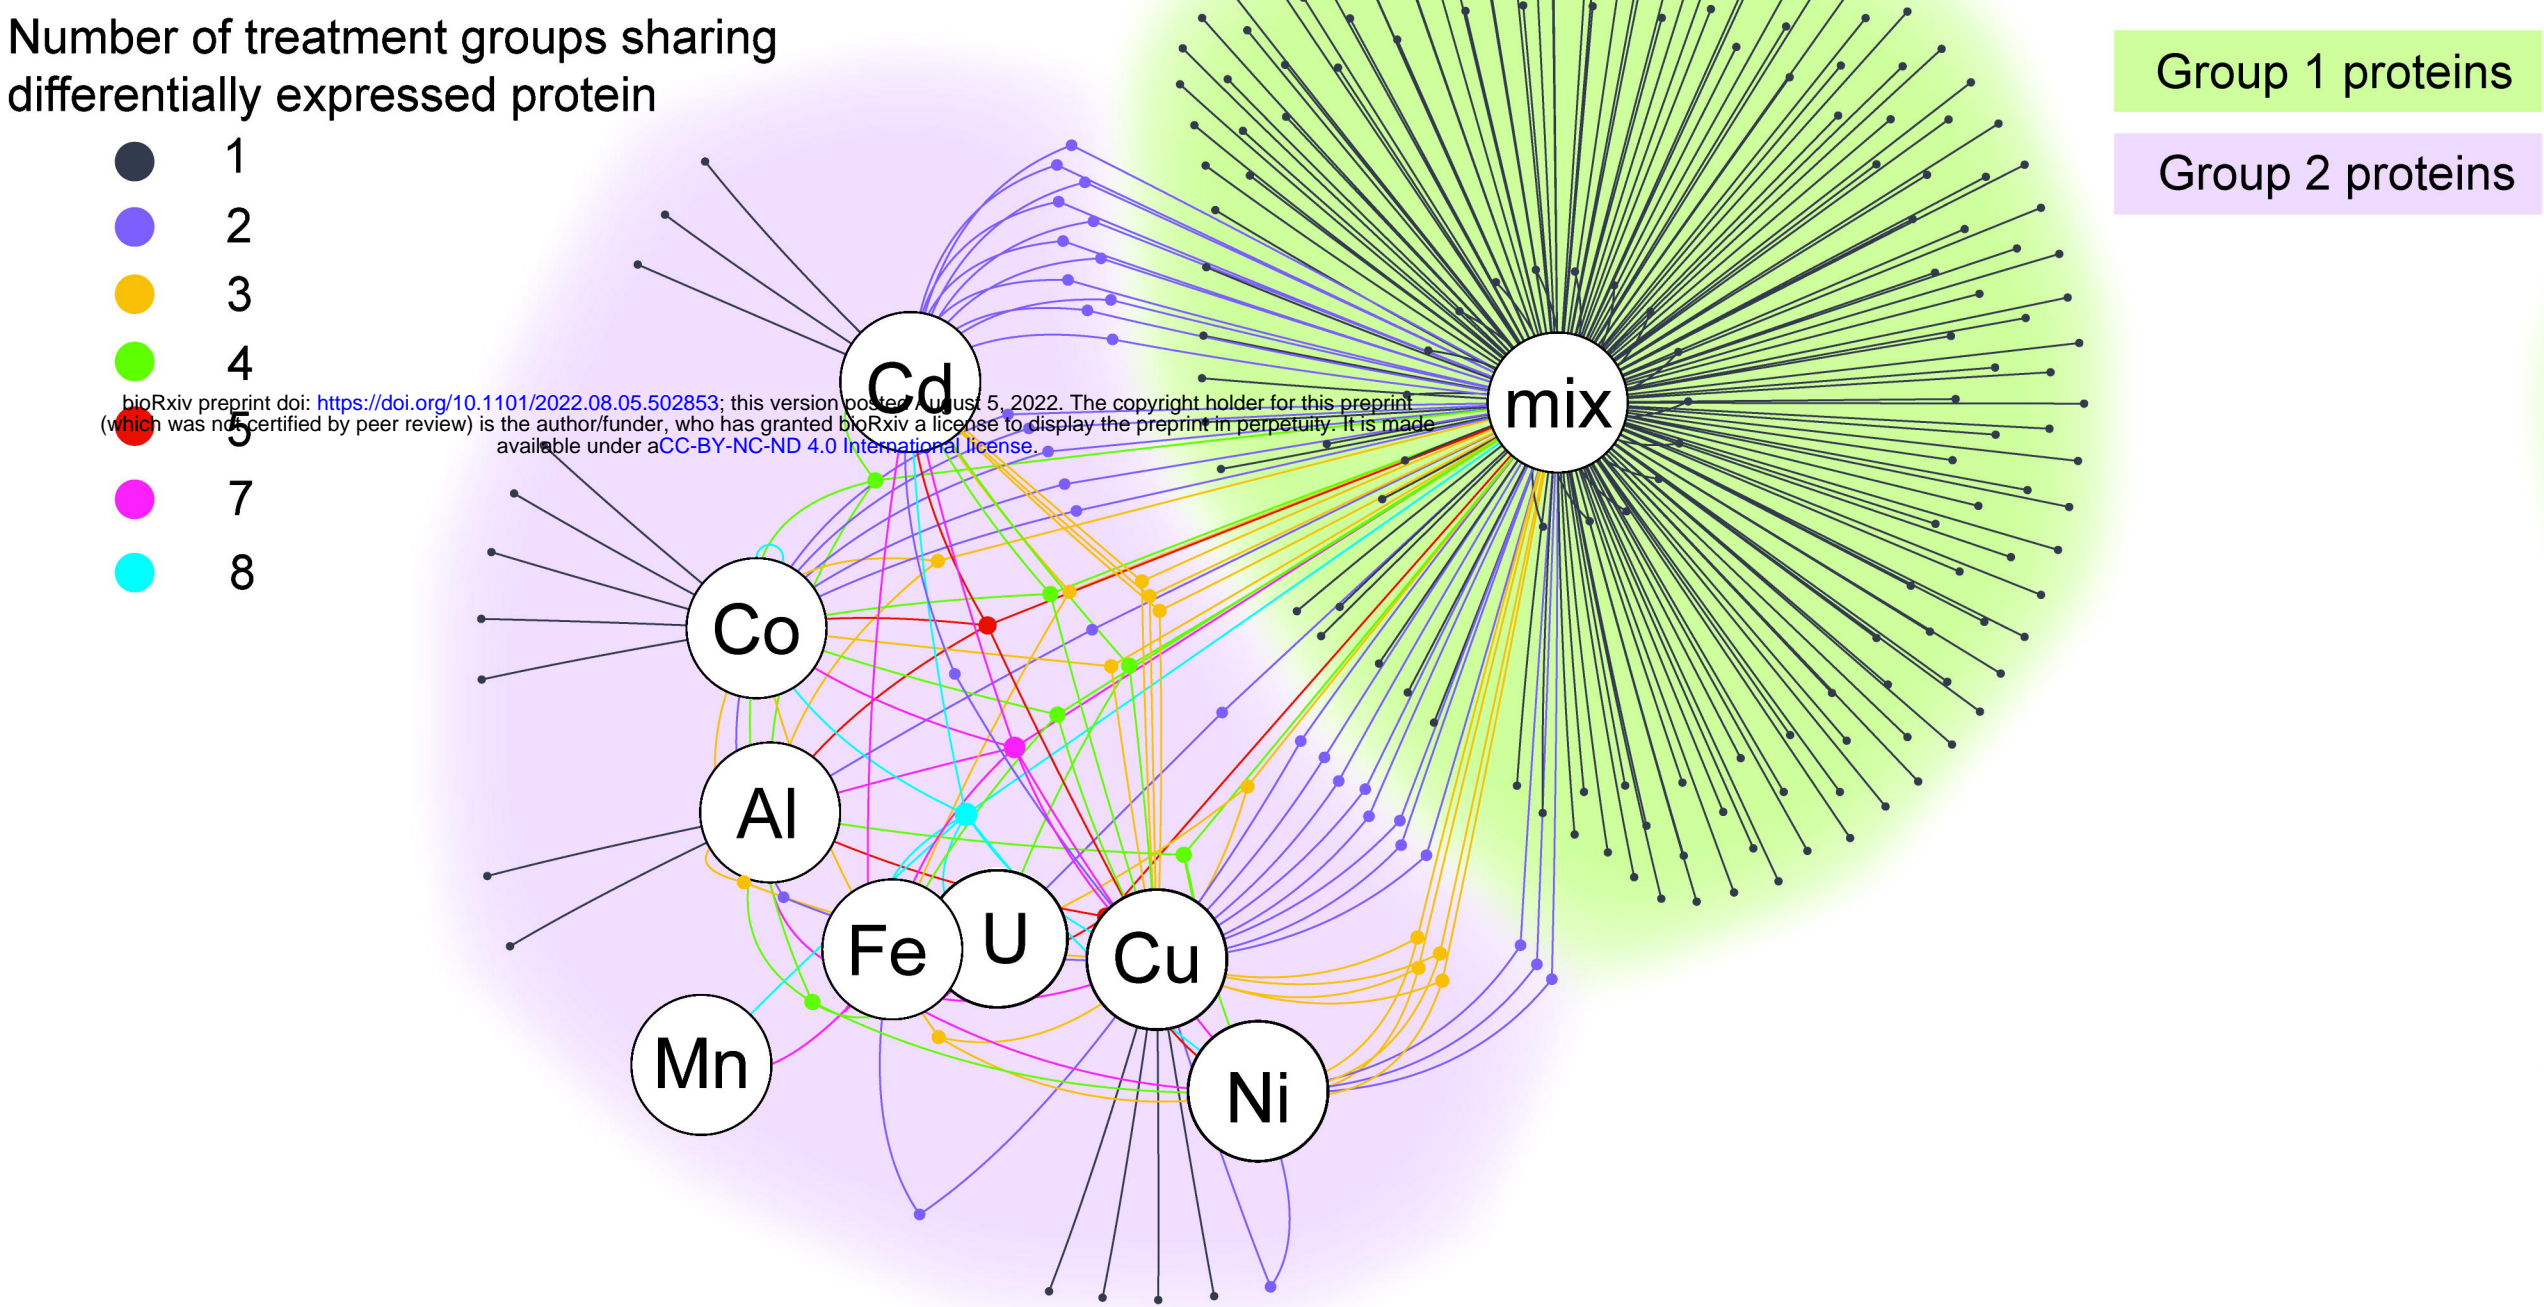 Number of treatment groups sharing
differentially expressed protein
1
2
3
4
5
7
8
Group 1 proteins
Group 2 proteins
bioRxiv preprint doi: https://doi.org/10.1101/2022.08.05.502853; this version posted August 5, 2022. The copyright holder for this preprint
(which was not certified by peer review) is the author/funder, who has granted bioRxiv a license to display the preprint in perpetuity. It is made
available under aCC-BY-NC-ND 4.0 International license.
Cd
mix
Co
Al
Fe
U
Cu
Mn
Ni